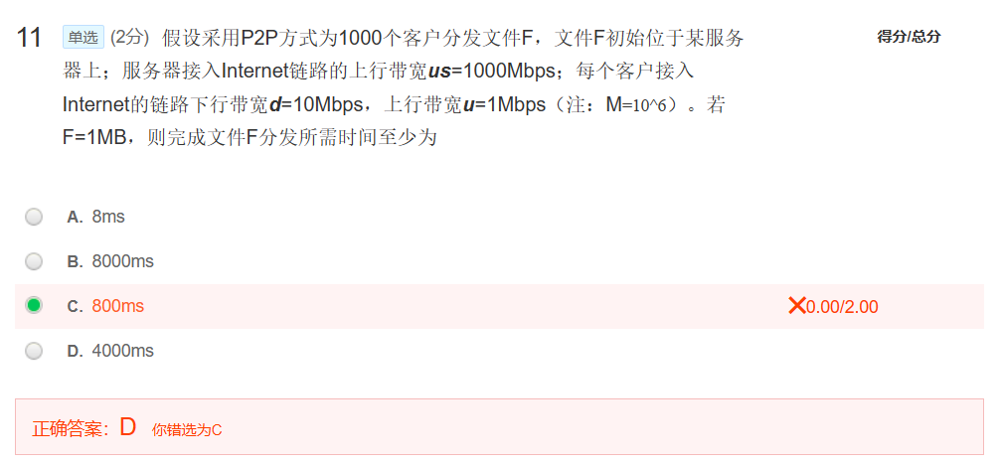 11 单选 (2分) 假设采用P2P方式为1000个客户分发文件F，文件F初始位于某服务 得分/总分
器上；服务器接入Internet链路的上行带宽us=1000Mbps；每个客户接入
Internet的链路下行带宽d=10Mbps，上行带宽u=1Mbps（注：M=10^6）。若
F=1MB，则完成文件F分发所需时间至少为
A. 8ms
B. 8000ms
C. 800ms ✕0.00/2.00
D. 4000ms
正确答案：D 你错选为C